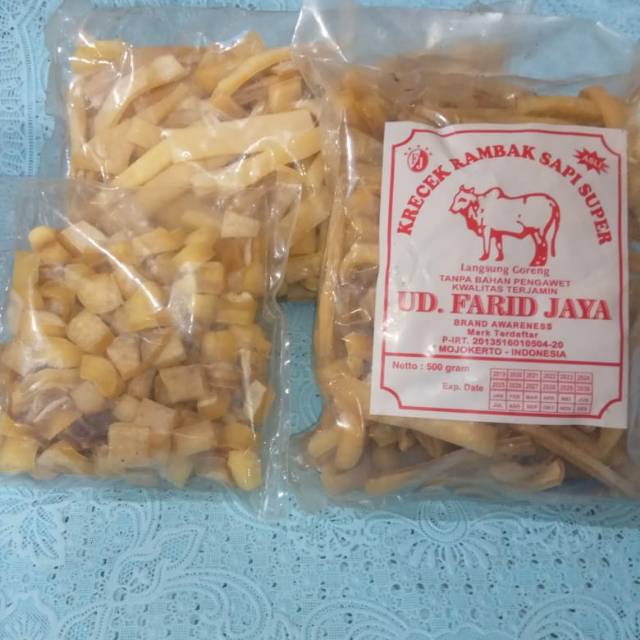 KRECEK RAMBAK SAPI SUPER
Langsung Goreng
TANPA BAHAN PENGAWET
KWALITAS TERJAMIN
UD. FARID JAYA
BRAND AWARENESS
Merk Terdaftar
P-IRT. 2013516010504-20
MOJOKERTO - INDONESIA
Netto : 500 gram
Exp. Date